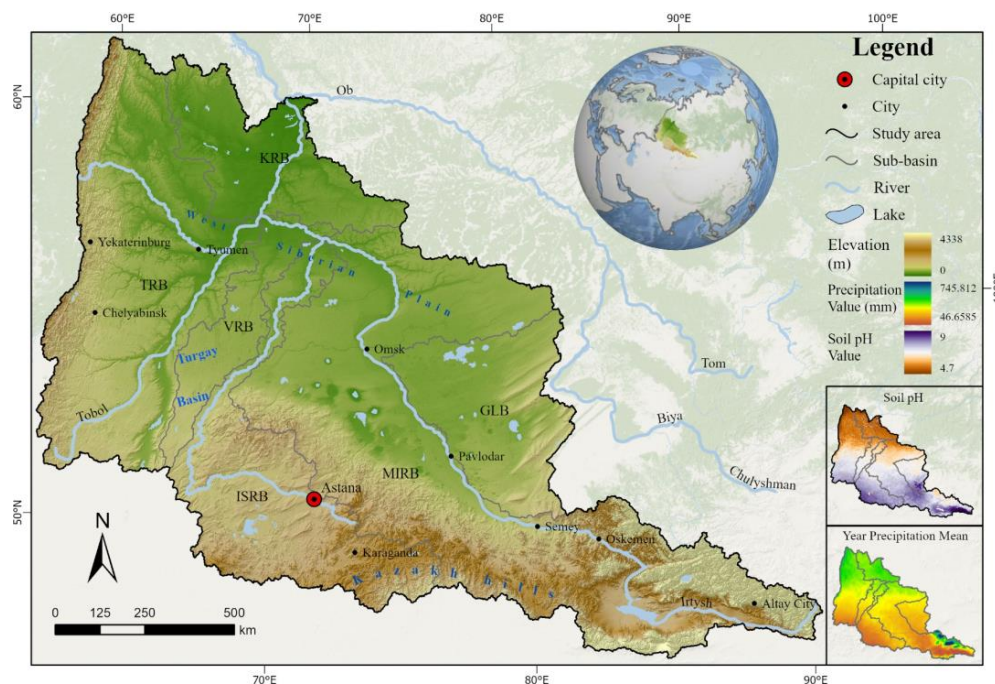 60°E
70°E
80°E
90°E
100°E
60°N
50°N
70°E
80°E
90°E
Ob
KRB
West Siberian Plain
Yekaterinburg
Tyumen
TRB
Chelyabinsk
VRB
Turgay
Basin
Omsk
Tom
Tobol
GLB
Biya
Pavlodar
MIRB
Chulyshman
ISRB
Astana
Semey
Oskemen
Karaganda
Kazakh hills
Irtysh
Altay City
N
0 125 250 500
km
Legend
Capital city
City
Study area
Sub-basin
River
Lake
Elevation
(m)
4338
0
Precipitation
Value (mm)
745.812
46.6585
Soil pH
Value
9
4.7
Soil pH
Year Precipitation Mean